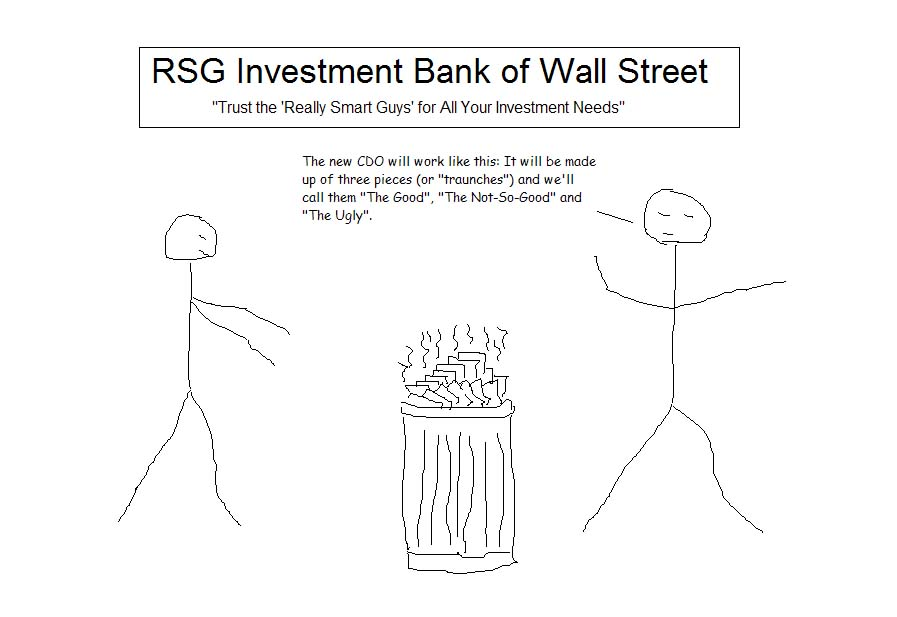 RSG Investment Bank of Wall Street
"Trust the 'Really Smart Guys' for All Your Investment Needs"
The new CDO will work like this: It will be made
up of three pieces (or "traunches") and we'll
call them "The Good", "The Not-So-Good" and
"The Ugly".